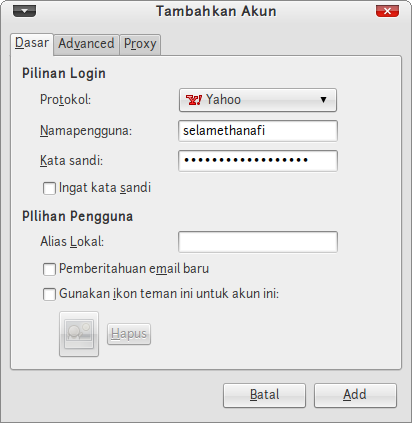 Tambahkan Akun
Dasar Advanced Proxy
Pilinan Login
Protokol: Yahoo
Namapengguna: selamethanafi
Kata sandi: ••••••••••••••••••
Ingat kata sandi
PIlihan Pengguna
Alias Lokal:
Pemberitahuan email baru
Gunakan ikon teman ini untuk akun ini:
Hapus
Batal Add